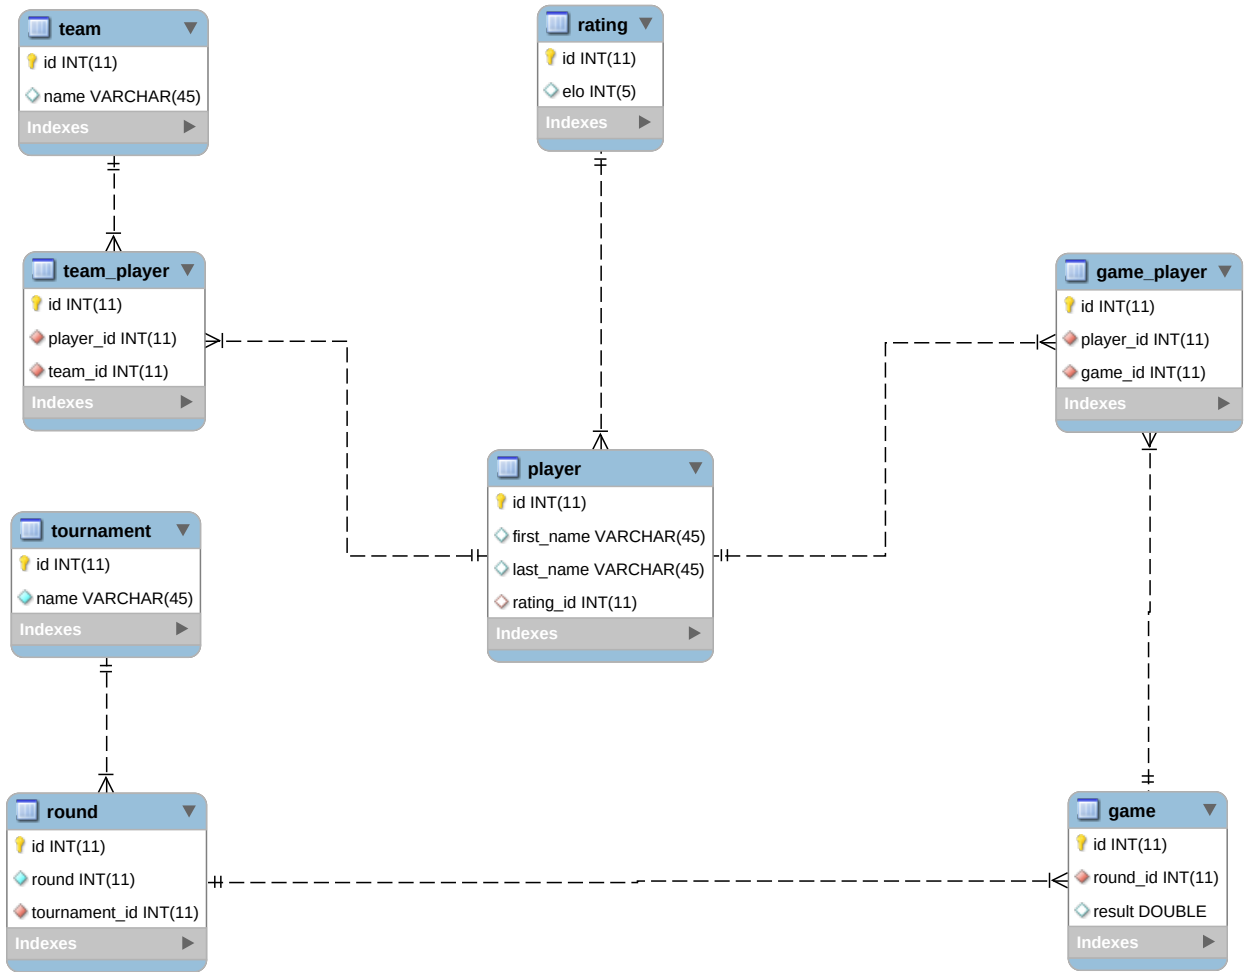 team
id INT(11)
name VARCHAR(45)
Indexes
rating
id INT(11)
elo INT(5)
Indexes
team_player
id INT(11)
player_id INT(11)
team_id INT(11)
Indexes
game_player
id INT(11)
player_id INT(11)
game_id INT(11)
Indexes
player
id INT(11)
first_name VARCHAR(45)
last_name VARCHAR(45)
rating_id INT(11)
Indexes
tournament
id INT(11)
name VARCHAR(45)
Indexes
round
id INT(11)
round INT(11)
tournament_id INT(11)
Indexes
game
id INT(11)
round_id INT(11)
result DOUBLE
Indexes